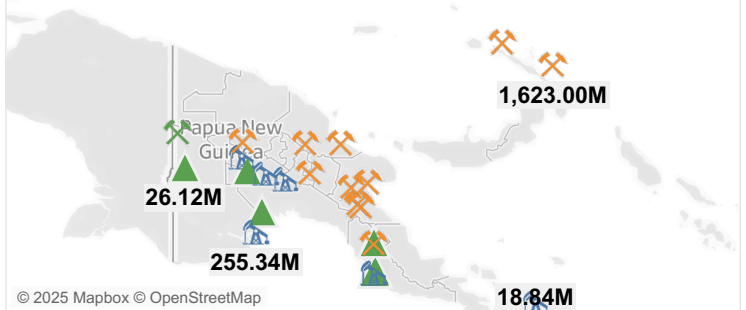 1,623.00M
Papua New
Guinea
26.12M
255.34M
18.84M
© 2025 Mapbox © OpenStreetMap